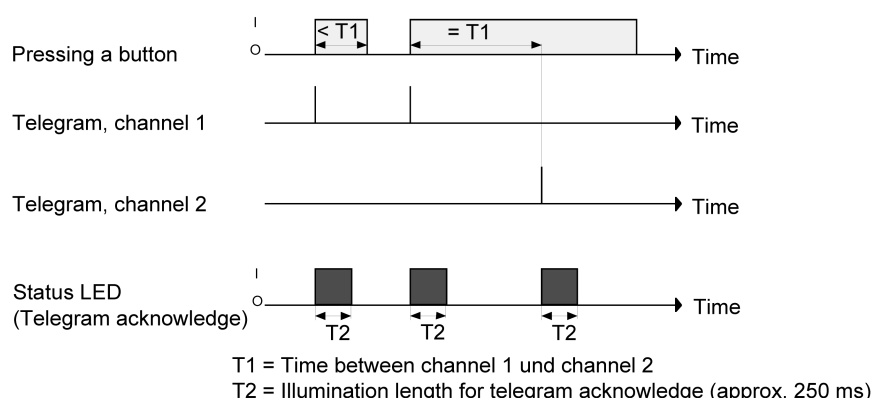 I
< T1
= T1
Pressing a button
O
Time
Telegram, channel 1
Time
Telegram, channel 2
Time
I
Status LED
O
Time
(Telegram acknowledge)
T2
T2
T2
T1 = Time between channel 1 und channel 2
T2 = Illumination length for telegram acknowledge (approx. 250 ms)